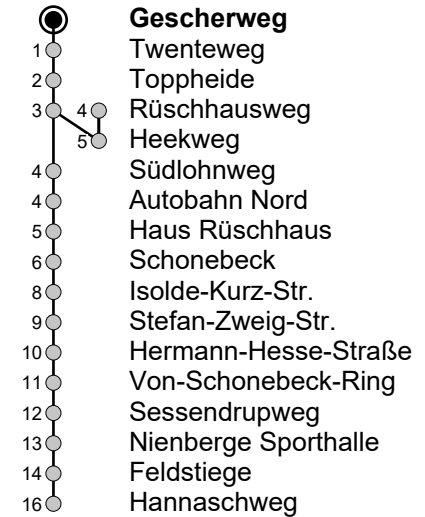 Gescherweg
1 Twenteweg
2 Toppheide
3 4 Rüschhausweg
5 Heekweg
4 Südlohnweg
4 Autobahn Nord
5 Haus Rüschhaus
6 Schonebeck
8 Isolde-Kurz-Str.
9 Stefan-Zweig-Str.
10 Hermann-Hesse-Straße
11 Von-Schonebeck-Ring
12 Sessendrupweg
13 Nienberge Sporthalle
14 Feldstiege
16 Hannaschweg